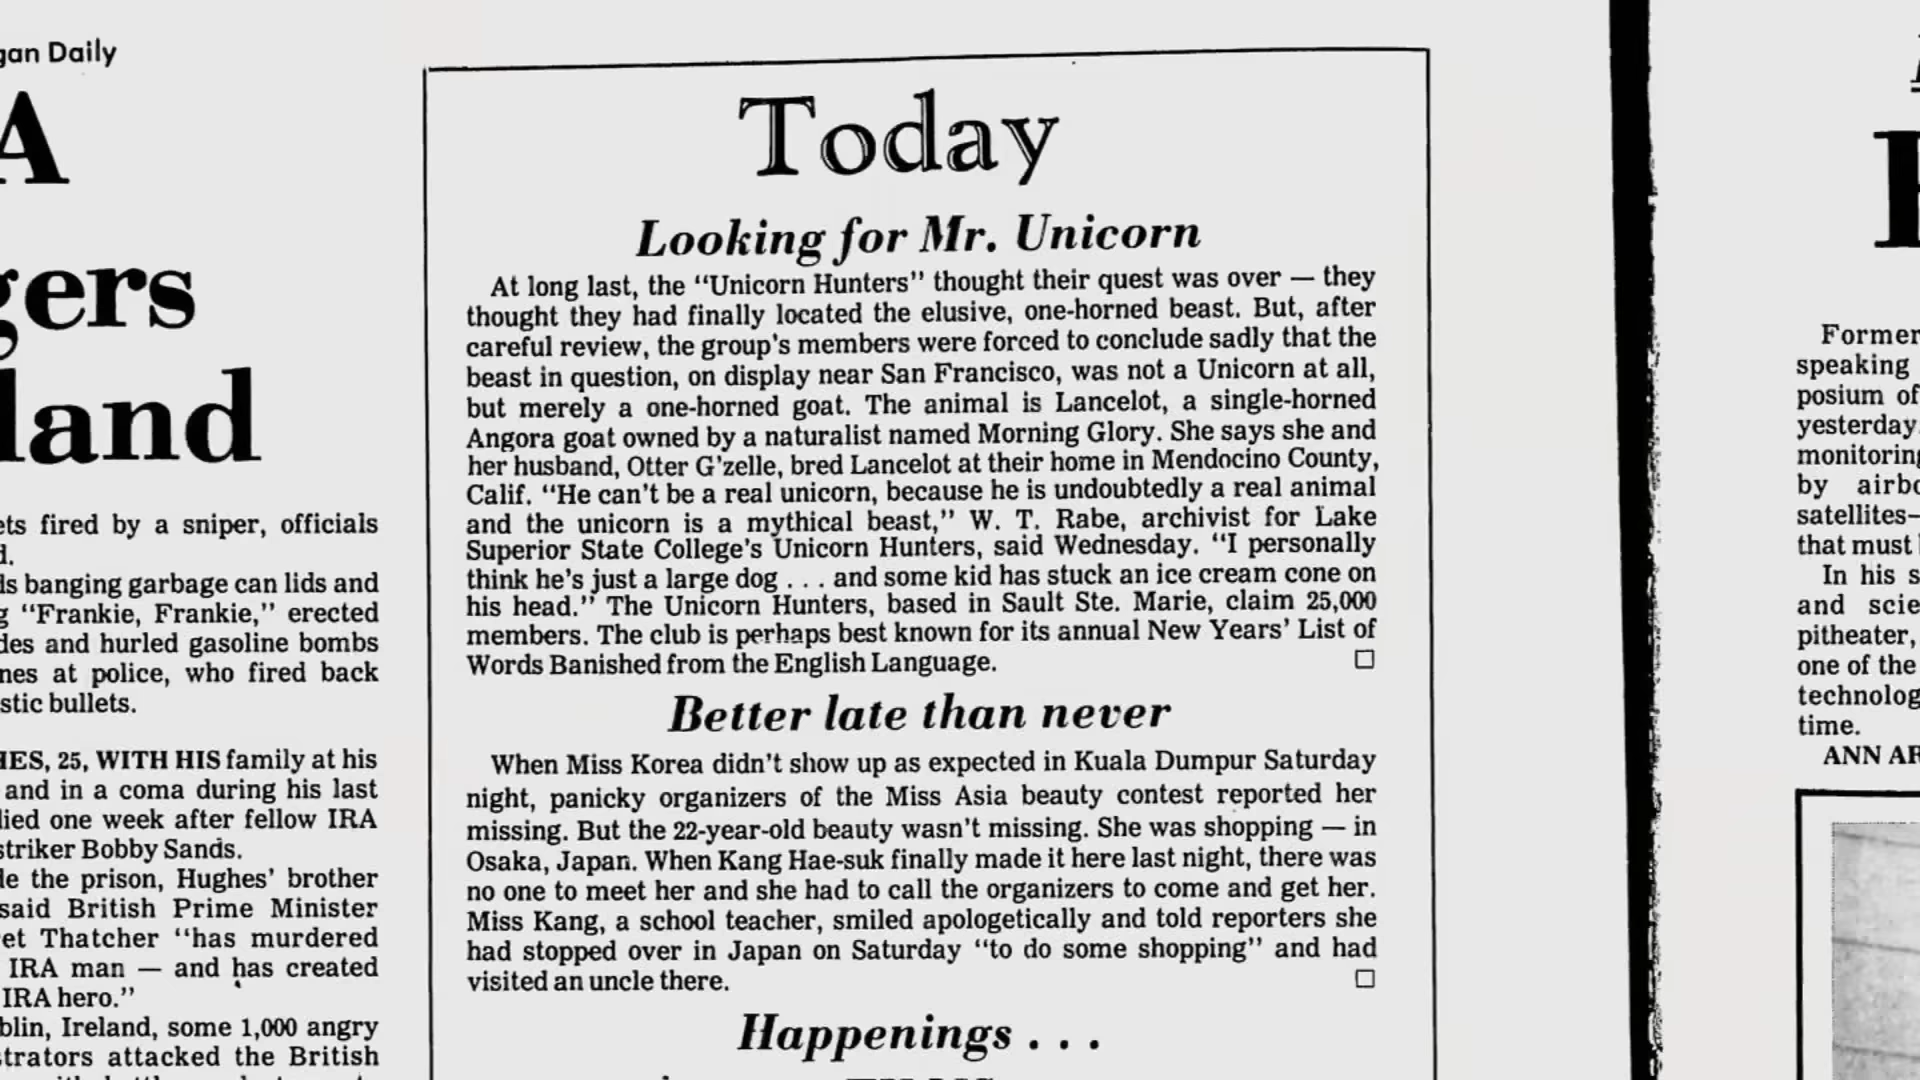 gan Daily
A
gers
land
ets fired by a sniper, officials
d.
ds banging garbage can lids and
g "Frankie, Frankie," erected
des and hurled gasoline bombs
nes at police, who fired back
stic bullets.
HES, 25, WITH HIS family at his
and in a coma during his last
died one week after fellow IRA
striker Bobby Sands.
de the prison, Hughes' brother
said British Prime Minister
et Thatcher "has murdered
IRA man — and has created
IRA hero."
blin, Ireland, some 1,000 angry
strators attacked the British
Today
Looking for Mr. Unicorn
At long last, the "Unicorn Hunters" thought their quest was over — they
thought they had finally located the elusive, one-horned beast. But, after
careful review, the group's members were forced to conclude sadly that the
beast in question, on display near San Francisco, was not a Unicorn at all,
but merely a one-horned goat. The animal is Lancelot, a single-horned
Angora goat owned by a naturalist named Morning Glory. She says she and
her husband, Otter G'zelle, bred Lancelot at their home in Mendocino County,
Calif. "He can't be a real unicorn, because he is undoubtedly a real animal
and the unicorn is a mythical beast," W. T. Rabe, archivist for Lake
Superior State College's Unicorn Hunters, said Wednesday. "I personally
think he's just a large dog . . . and some kid has stuck an ice cream cone on
his head." The Unicorn Hunters, based in Sault Ste. Marie, claim 25,000
members. The club is perhaps best known for its annual New Years' List of
Words Banished from the English Language.
Better late than never
When Miss Korea didn't show up as expected in Kuala Dumpur Saturday
night, panicky organizers of the Miss Asia beauty contest reported her
missing. But the 22-year-old beauty wasn't missing. She was shopping — in
Osaka, Japan. When Kang Hae-suk finally made it here last night, there was
no one to meet her and she had to call the organizers to come and get her.
Miss Kang, a school teacher, smiled apologetically and told reporters she
had stopped over in Japan on Saturday "to do some shopping" and had
visited an uncle there.
Happenings . . .
Former
speaking
posium of
yesterday
monitoring
by airbo
satellites—
that must
In his s
and scie
pitheater,
one of the
technolog
time.
ANN AR